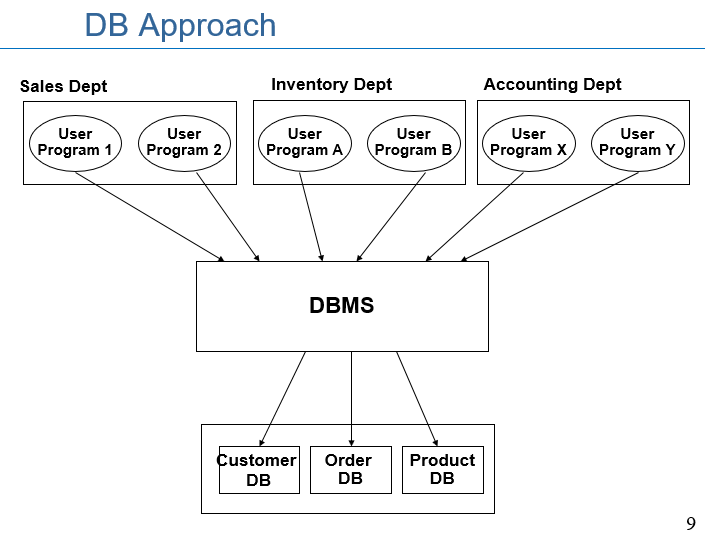 DB Approach
Sales Dept
Inventory Dept
Accounting Dept
User
Program 1
User
Program 2
User
Program A
User
Program B
User
Program X
User
Program Y
DBMS
Customer
DB
Order
DB
Product
DB
9